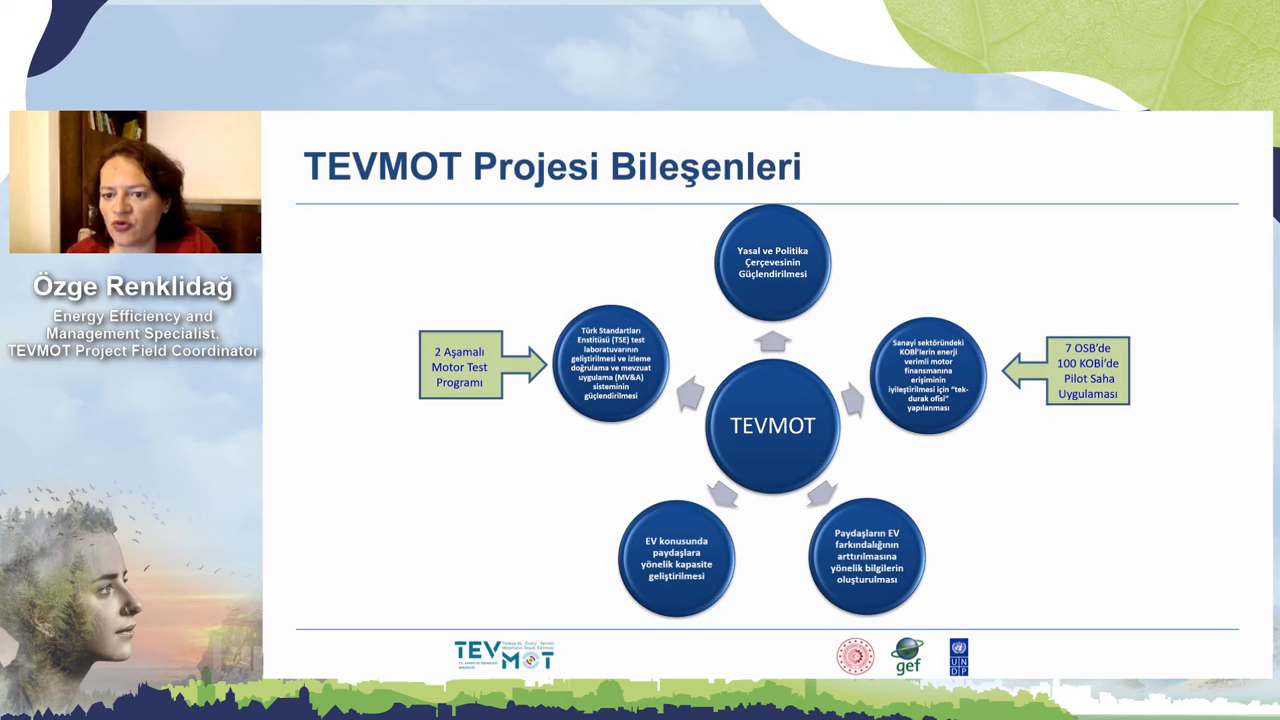 TEVMOT Projesi Bileşenleri
Özge Renklidağ
Energy Efficiency and
Management Specialist,
TEVMOT Project Field Coordinator
Yasal ve Politika
Çerçevesinin
Güçlendirilmesi
2 Aşamalı
Motor Test
Programı
Türk Standartları
Enstitüsü (TSE) test
laboratuvarının
geliştirilmesi ve izleme
doğrulama ve mevzuat
uygulama (MV&A)
sisteminin
güçlendirilmesi
Sanayi sektöründeki
KOBİ'lerin enerji
verimli motor
finansmanına
erişiminin
iyileştirilmesi için "tek-
durak ofisi"
yapılanması
7 OSB'de
100 KOBİ'de
Pilot Saha
Uygulaması
TEVMOT
EV konusunda
paydaşlara
yönelik kapasite
geliştirilmesi
Paydaşların EV
farkındalığının
arttırılmasına
yönelik bilgilerin
oluşturulması
TEV
MOT
gef
UN
DP